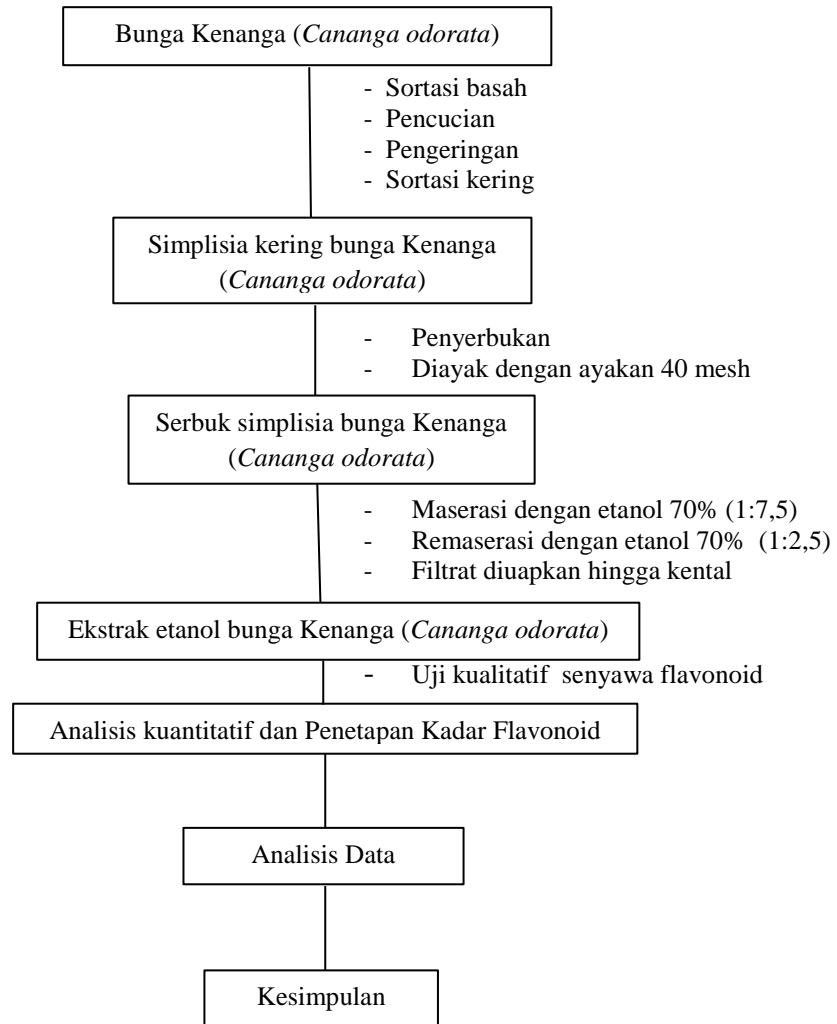 Bunga Kenanga (Cananga odorata)
- Sortasi basah
- Pencucian
- Pengeringan
- Sortasi kering
Simplisia kering bunga Kenanga
(Cananga odorata)
- Penyerbukan
- Diayak dengan ayakan 40 mesh
Serbuk simplisia bunga Kenanga
(Cananga odorata)
- Maserasi dengan etanol 70% (1:7,5)
- Remaserasi dengan etanol 70% (1:2,5)
- Filtrat diuapkan hingga kental
Ekstrak etanol bunga Kenanga (Cananga odorata)
- Uji kualitatif senyawa flavonoid
Analisis kuantitatif dan Penetapan Kadar Flavonoid
Analisis Data
Kesimpulan